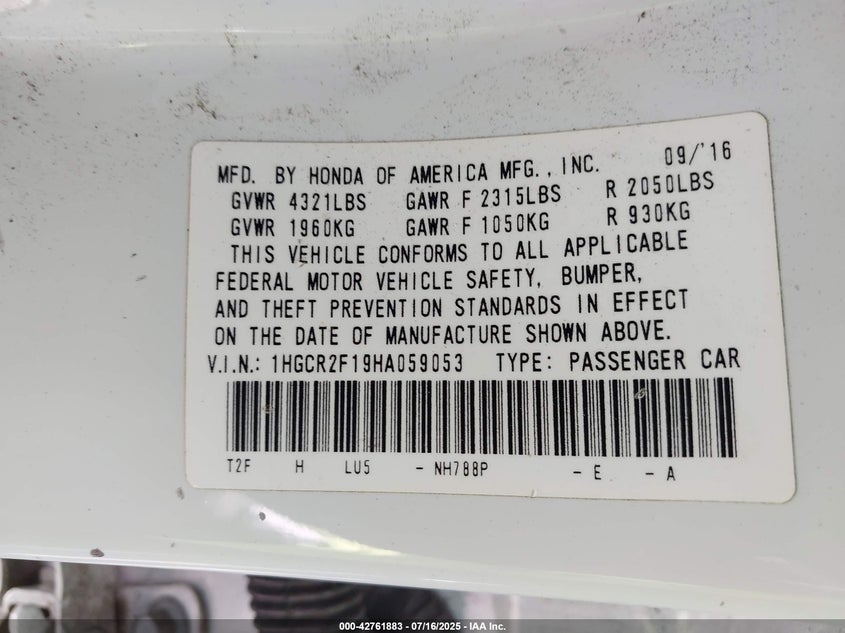 MFD. BY HONDA OF AMERICA MFG., INC. 09/'16
GVWR 4321LBS GAWR F 2315LBS R 2050LBS
GVWR 1960KG GAWR F 1050KG R 930KG
THIS VEHICLE CONFORMS TO ALL APPLICABLE
FEDERAL MOTOR VEHICLE SAFETY, BUMPER,
AND THEFT PREVENTION STANDARDS IN EFFECT
ON THE DATE OF MANUFACTURE SHOWN ABOVE.
V.I.N.: 1HGCR2F19HA059053 TYPE: PASSENGER CAR
T2F H LU5 - NH788P - E - A
000-42761883 / 07/16/2025 - IAA Inc.